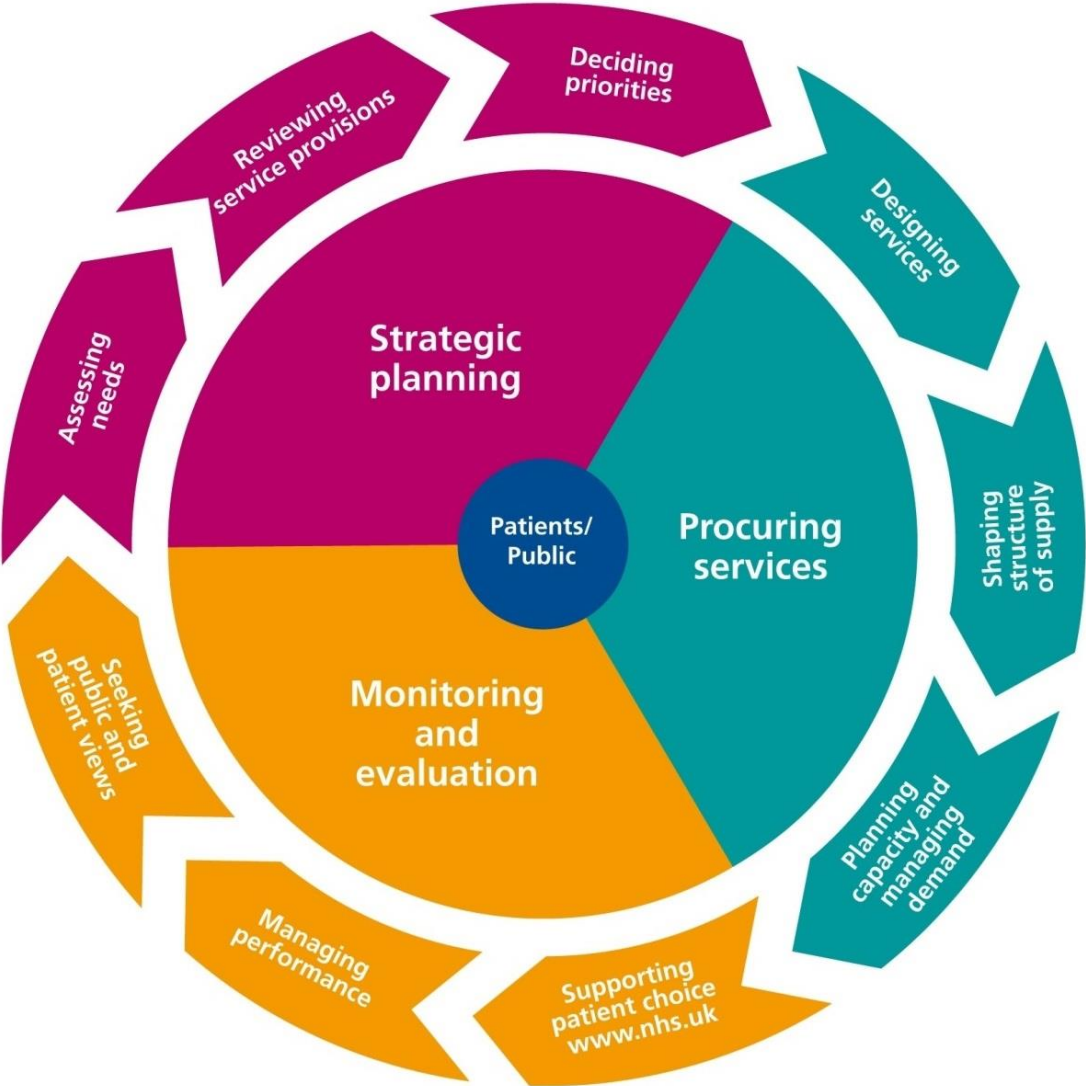 Deciding
priorities
Designing
services
Shaping
structure
of supply
Planning
capacity and
managing
demand
Supporting
patient choice
www.nhs.uk
Managing
performance
Seeking
public and
patient views
Assessing
needs
Reviewing
service provisions
Strategic
planning
Procuring
services
Monitoring
and
evaluation
Patients/
Public